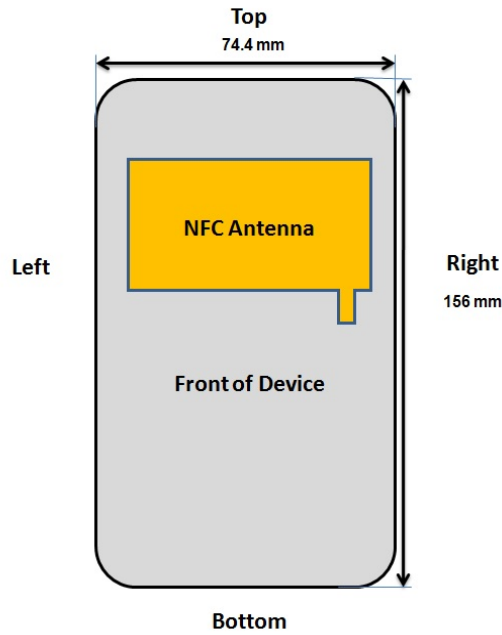 Top
74.4 mm
NFC Antenna
Left
Right
156 mm
Front of Device
Bottom